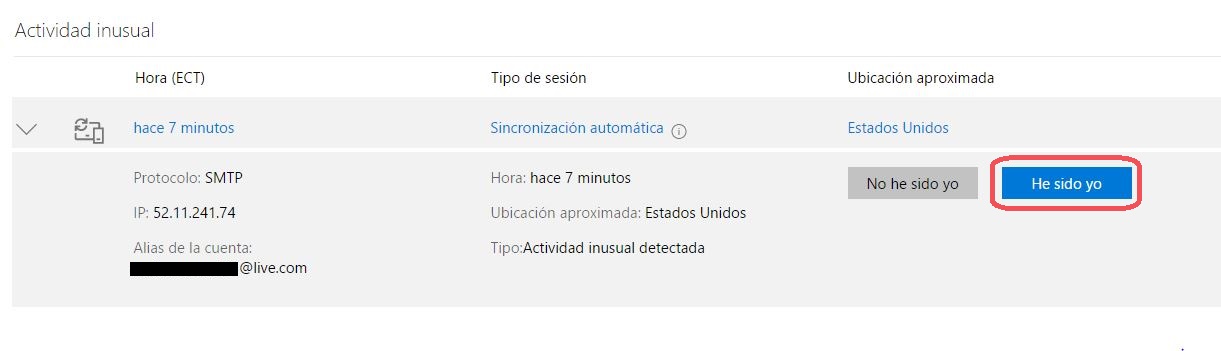 Actividad inusual
Hora (ECT) Tipo de sesión Ubicación aproximada
hace 7 minutos Sincronización automática Estados Unidos
Protocolo: SMTP Hora: hace 7 minutos No he sido yo He sido yo
IP: 52.11.241.74 Ubicación aproximada: Estados Unidos
Alias de la cuenta: Tipo:Actividad inusual detectada
@live.com